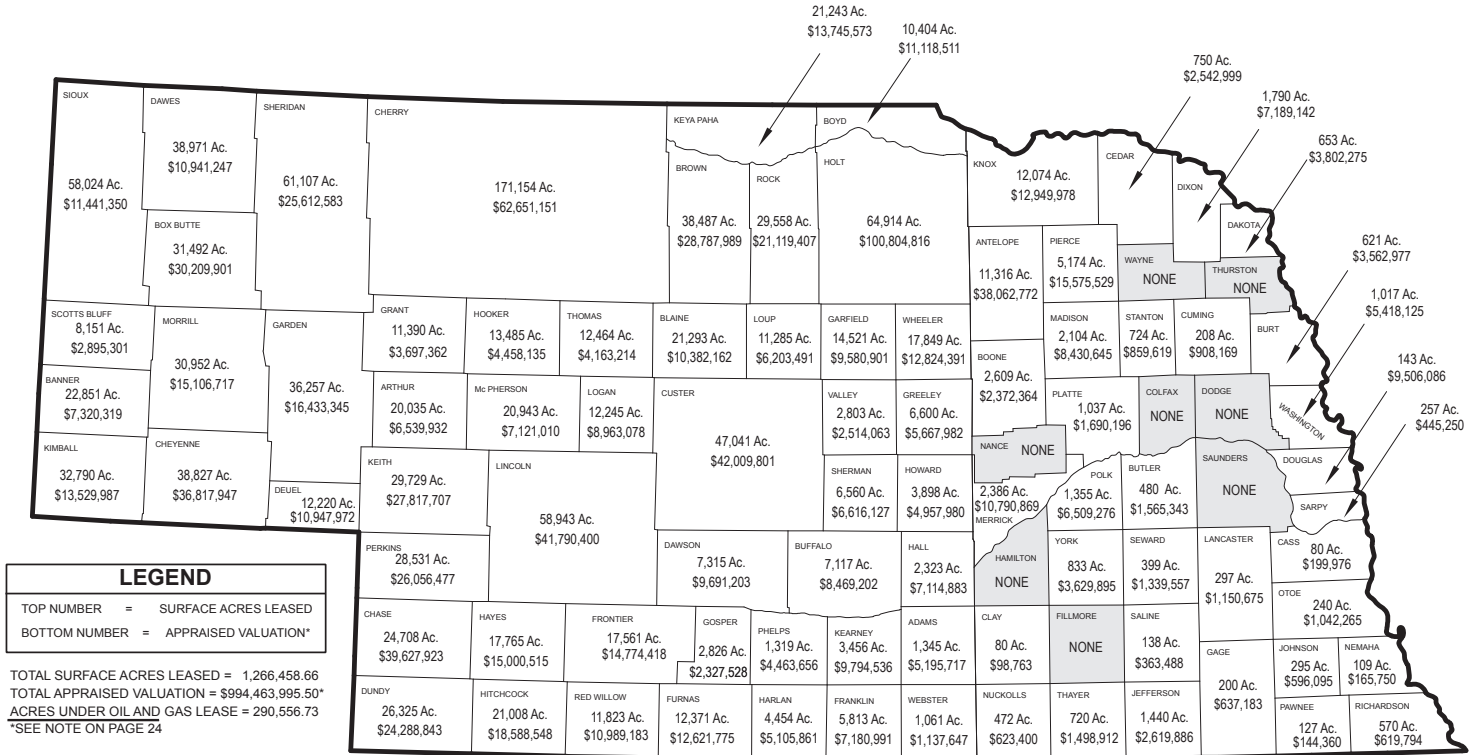 21,243 Ac.
$13,745,573
10,404 Ac.
$11,118,511
750 Ac.
$2,542,999
1,790 Ac.
$7,189,142
653 Ac.
$3,802,275
621 Ac.
$3,562,977
1,017 Ac.
$5,418,125
143 Ac.
$9,506,086
257 Ac.
$445,250
SIOUX
58,024 Ac.
$11,441,350
DAWES
38,971 Ac.
$10,941,247
BOX BUTTE
31,492 Ac.
$30,209,901
SHERIDAN
61,107 Ac.
$25,612,583
CHERRY
171,154 Ac.
$62,651,151
KEYA PAHA
BROWN
38,487 Ac.
$28,787,989
ROCK
29,558 Ac.
$21,119,407
BOYD
HOLT
64,914 Ac.
$100,804,816
KNOX
12,074 Ac.
$12,949,978
CEDAR
DIXON
DAKOTA
ANTELOPE
11,316 Ac.
$38,062,772
PIERCE
5,174 Ac.
$15,575,529
WAYNE
NONE
THURSTON
NONE
SCOTTS BLUFF
8,151 Ac.
$2,895,301
BANNER
22,851 Ac.
$7,320,319
KIMBALL
32,790 Ac.
$13,529,987
MORRILL
30,952 Ac.
$15,106,717
CHEYENNE
38,827 Ac.
$36,817,947
GARDEN
36,257 Ac.
$16,433,345
DEUEL
12,220 Ac.
$10,947,972
GRANT
11,390 Ac.
$3,697,362
HOOKER
13,485 Ac.
$4,458,135
THOMAS
12,464 Ac.
$4,163,214
BLAINE
21,293 Ac.
$10,382,162
LOUP
11,285 Ac.
$6,203,491
GARFIELD
14,521 Ac.
$9,580,901
WHEELER
17,849 Ac.
$12,824,391
BOONE
2,609 Ac.
$2,372,364
MADISON
2,104 Ac.
$8,430,645
STANTON
724 Ac.
$859,619
CUMING
208 Ac.
$908,169
BURT
ARTHUR
20,035 Ac.
$6,539,932
Mc PHERSON
20,943 Ac.
$7,121,010
LOGAN
12,245 Ac.
$8,963,078
CUSTER
47,041 Ac.
$42,009,801
VALLEY
2,803 Ac.
$2,514,063
GREELEY
6,600 Ac.
$5,667,982
PLATTE
1,037 Ac.
$1,690,196
COLFAX
NONE
DODGE
NONE
WASHINGTON
NANCE
NONE
KEITH
29,729 Ac.
$27,817,707
LINCOLN
58,943 Ac.
$41,790,400
SHERMAN
6,560 Ac.
$6,616,127
HOWARD
3,898 Ac.
$4,957,980
2,386 Ac.
$10,790,869
MERRICK
POLK
1,355 Ac.
$6,509,276
BUTLER
480 Ac.
$1,565,343
SAUNDERS
NONE
DOUGLAS
SARPY
PERKINS
28,531 Ac.
$26,056,477
DAWSON
7,315 Ac.
$9,691,203
BUFFALO
7,117 Ac.
$8,469,202
HALL
2,323 Ac.
$7,114,883
HAMILTON
NONE
YORK
833 Ac.
$3,629,895
SEWARD
399 Ac.
$1,339,557
LANCASTER
297 Ac.
$1,150,675
CASS
80 Ac.
$199,976
OTOE
240 Ac.
$1,042,265
CHASE
24,708 Ac.
$39,627,923
HAYES
17,765 Ac.
$15,000,515
FRONTIER
17,561 Ac.
$14,774,418
GOSPER
2,826 Ac.
$2,327,528
PHELPS
1,319 Ac.
$4,463,656
KEARNEY
3,456 Ac.
$9,794,536
ADAMS
1,345 Ac.
$5,195,717
CLAY
80 Ac.
$98,763
FILLMORE
NONE
SALINE
138 Ac.
$363,488
GAGE
200 Ac.
$637,183
JOHNSON
295 Ac.
$596,095
NEMAHA
109 Ac.
$165,750
DUNDY
26,325 Ac.
$24,288,843
HITCHCOCK
21,008 Ac.
$18,588,548
RED WILLOW
11,823 Ac.
$10,989,183
FURNAS
12,371 Ac.
$12,621,775
HARLAN
4,454 Ac.
$5,105,861
FRANKLIN
5,813 Ac.
$7,180,991
WEBSTER
1,061 Ac.
$1,137,647
NUCKOLLS
472 Ac.
$623,400
THAYER
720 Ac.
$1,498,912
JEFFERSON
1,440 Ac.
$2,619,886
PAWNEE
127 Ac.
$144,360
RICHARDSON
570 Ac.
$619,794
LEGEND
TOP NUMBER = SURFACE ACRES LEASED
BOTTOM NUMBER = APPRAISED VALUATION*
TOTAL SURFACE ACRES LEASED = 1,266,458.66
TOTAL APPRAISED VALUATION = $994,463,995.50*
ACRES UNDER OIL AND GAS LEASE = 290,556.73
*SEE NOTE ON PAGE 24